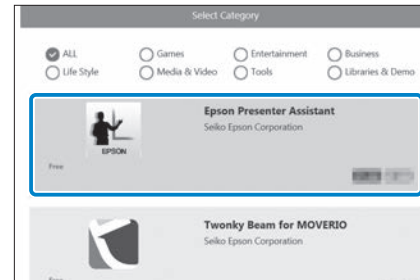 Select Category
ALL
Games
Entertainment
Business
Life Style
Media & Video
Tools
Libraries & Demo
Epson Presenter Assistant
Seiko Epson Corporation
EPSON
Free
Twonky Beam for MOVERIO
Seiko Epson Corporation
Free